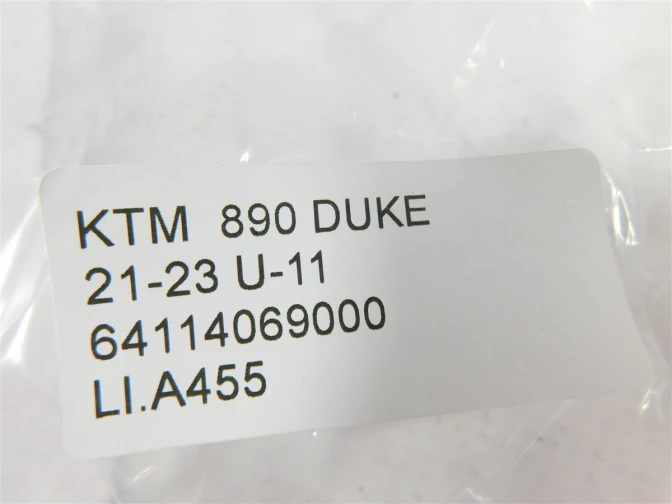 KTM 890 DUKE
21-23 U-11
64114069000
LI.A455